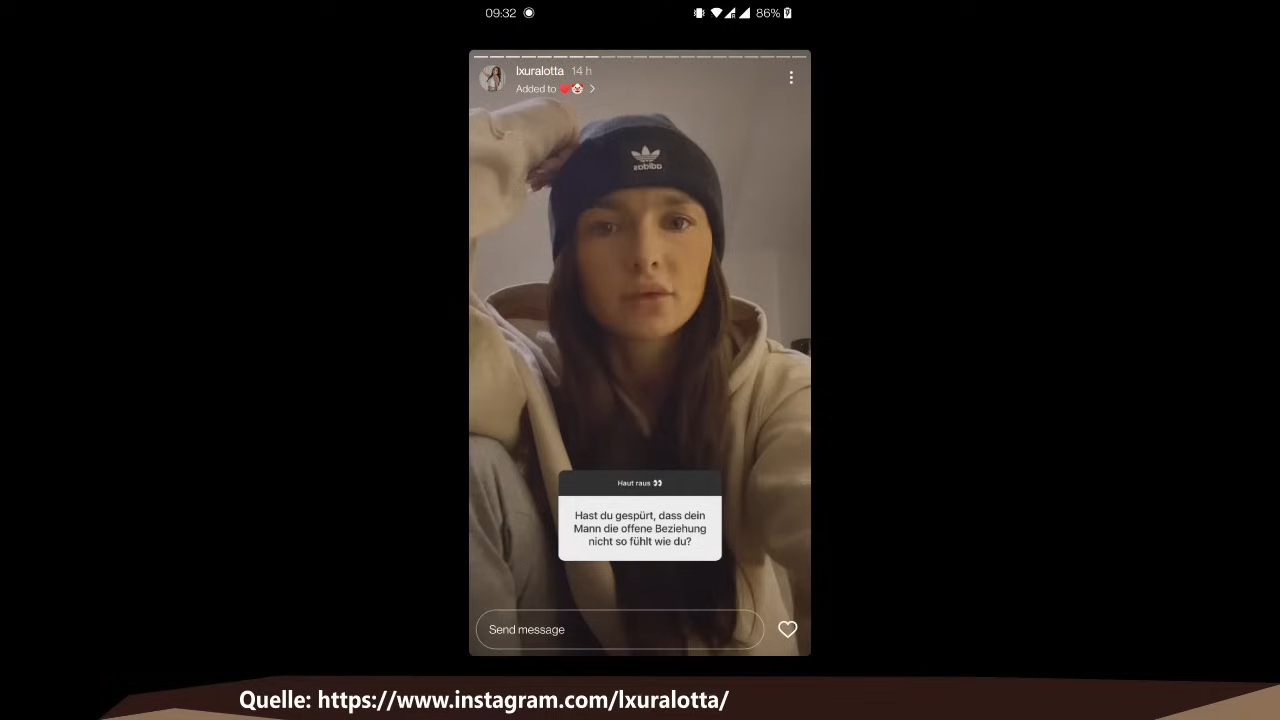 09:32
86%
lxuralotta 14 h
Added to ❤️🤡 >
adidas
Haut raus 👀
Hast du gespürt, dass dein
Mann die offene Beziehung
nicht so fühlt wie du?
Send message
Quelle: https://www.instagram.com/lxuralotta/